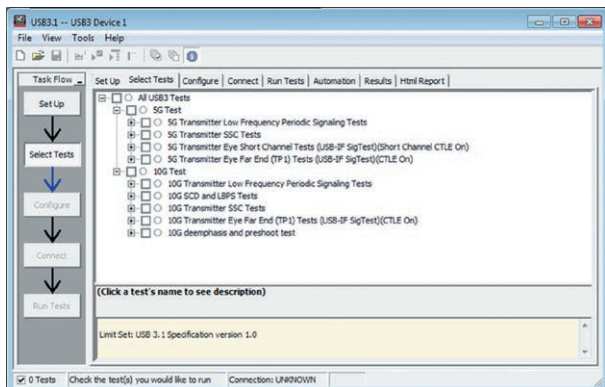 USB3.1 -- USB3 Device 1
File View Tools Help
Task Flow
Set Up Select Tests Configure Connect Run Tests Automation Results Html Report
Set Up
Select Tests
Configure
Connect
Run Tests
All USB3 Tests
5G Test
5G Transmitter Low Frequency Periodic Signaling Tests
5G Transmitter SSC Tests
5G Transmitter Eye Short Channel Tests (USB-IF SigTest)(Short Channel CTLE On)
5G Transmitter Eye Far End (TP1) Tests (USB-IF SigTest)(CTLE On)
10G Test
10G Transmitter Low Frequency Periodic Signaling Tests
10G SCD and LBPS Tests
10G Transmitter SSC Tests
10G Transmitter Eye Far End (TP1) Tests (USB-IF SigTest)(CTLE On)
10G deemphasis and preshoot test
(Click a test's name to see description)
Limit Set: USB 3.1 Specification version 1.0
0 Tests Check the test(s) you would like to run Connection: UNKNOWN